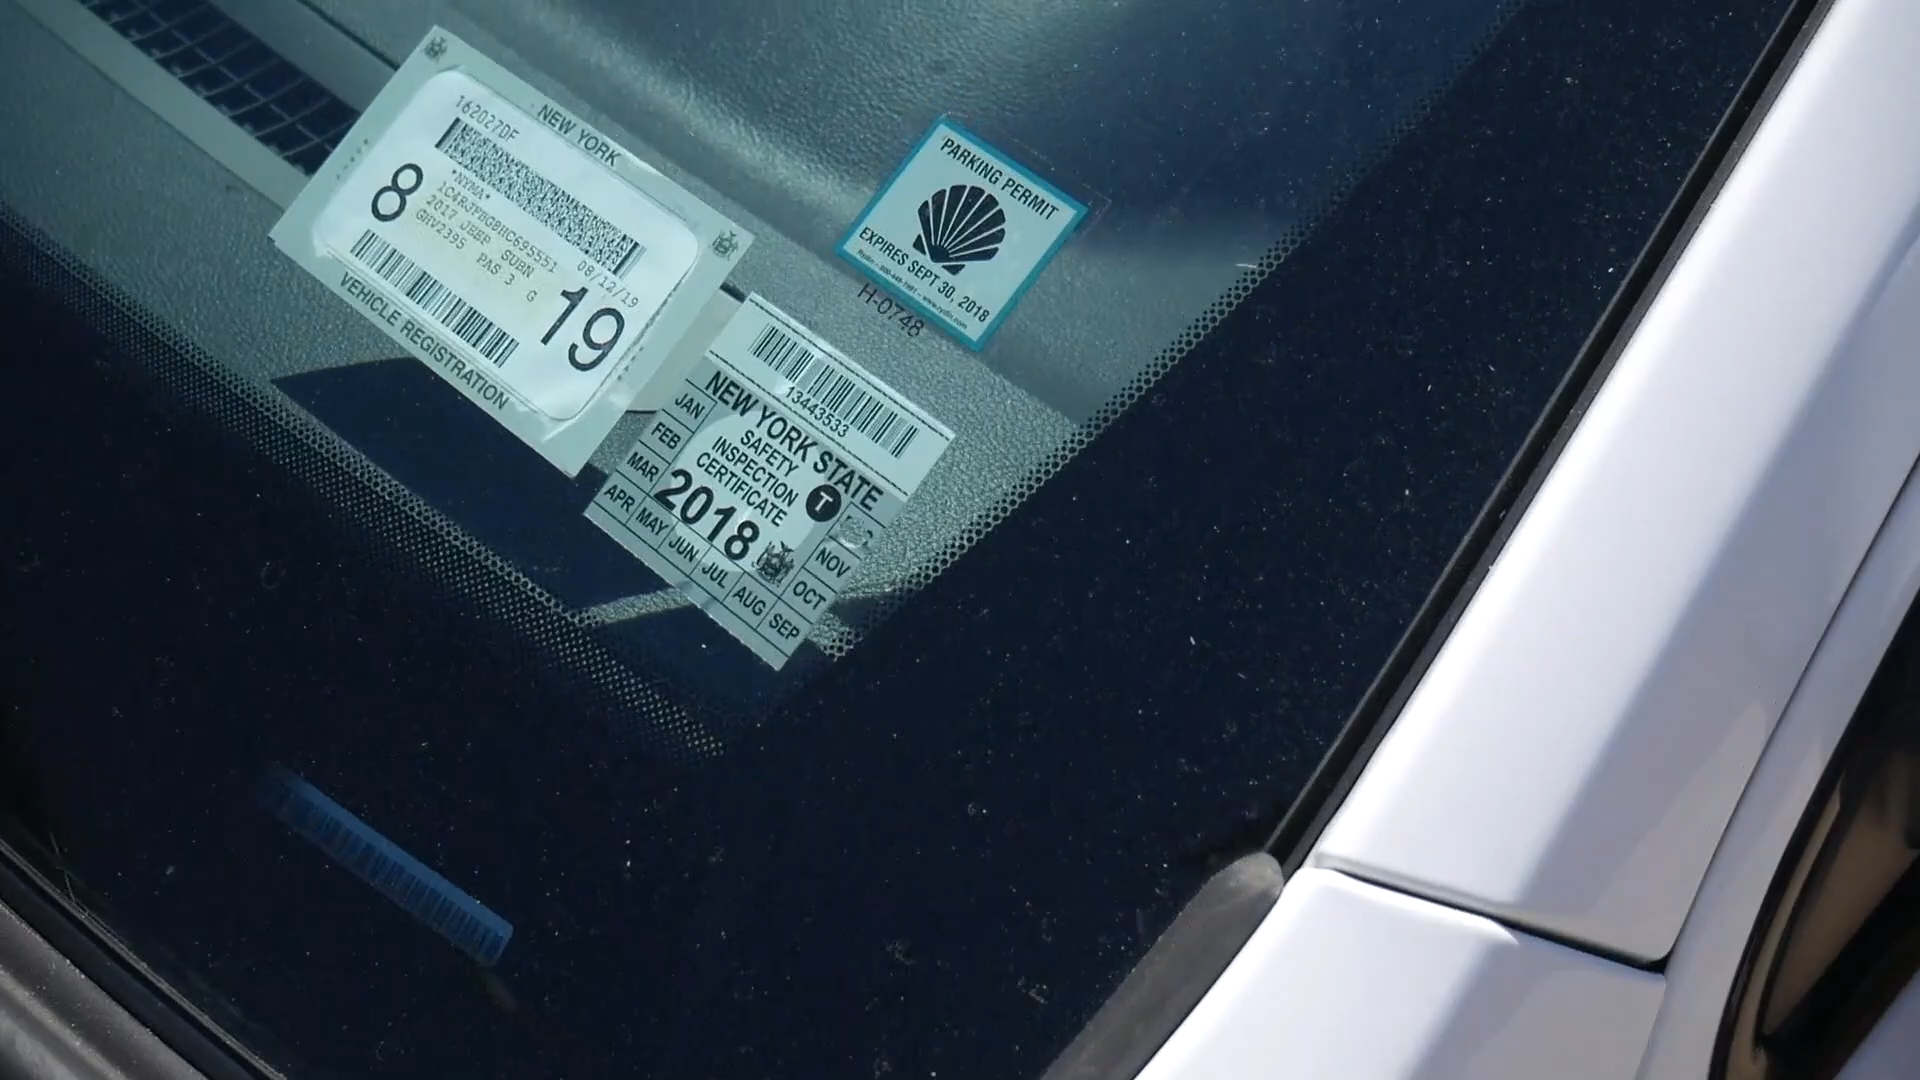 NEW YORK
162027DF
*NYMA*
8
1C4RJFBG8HC695551
2017 JEEP SUBN 08/12/19
GHV2395 PAS 3 G
19
VEHICLE REGISTRATION
PARKING PERMIT
EXPIRES SEPT 30, 2018
H-0748
13443533
NEW YORK STATE
SAFETY
INSPECTION
CERTIFICATE
T
2018
JAN
FEB
MAR
APR
MAY
JUN
JUL
AUG
SEP
OCT
NOV